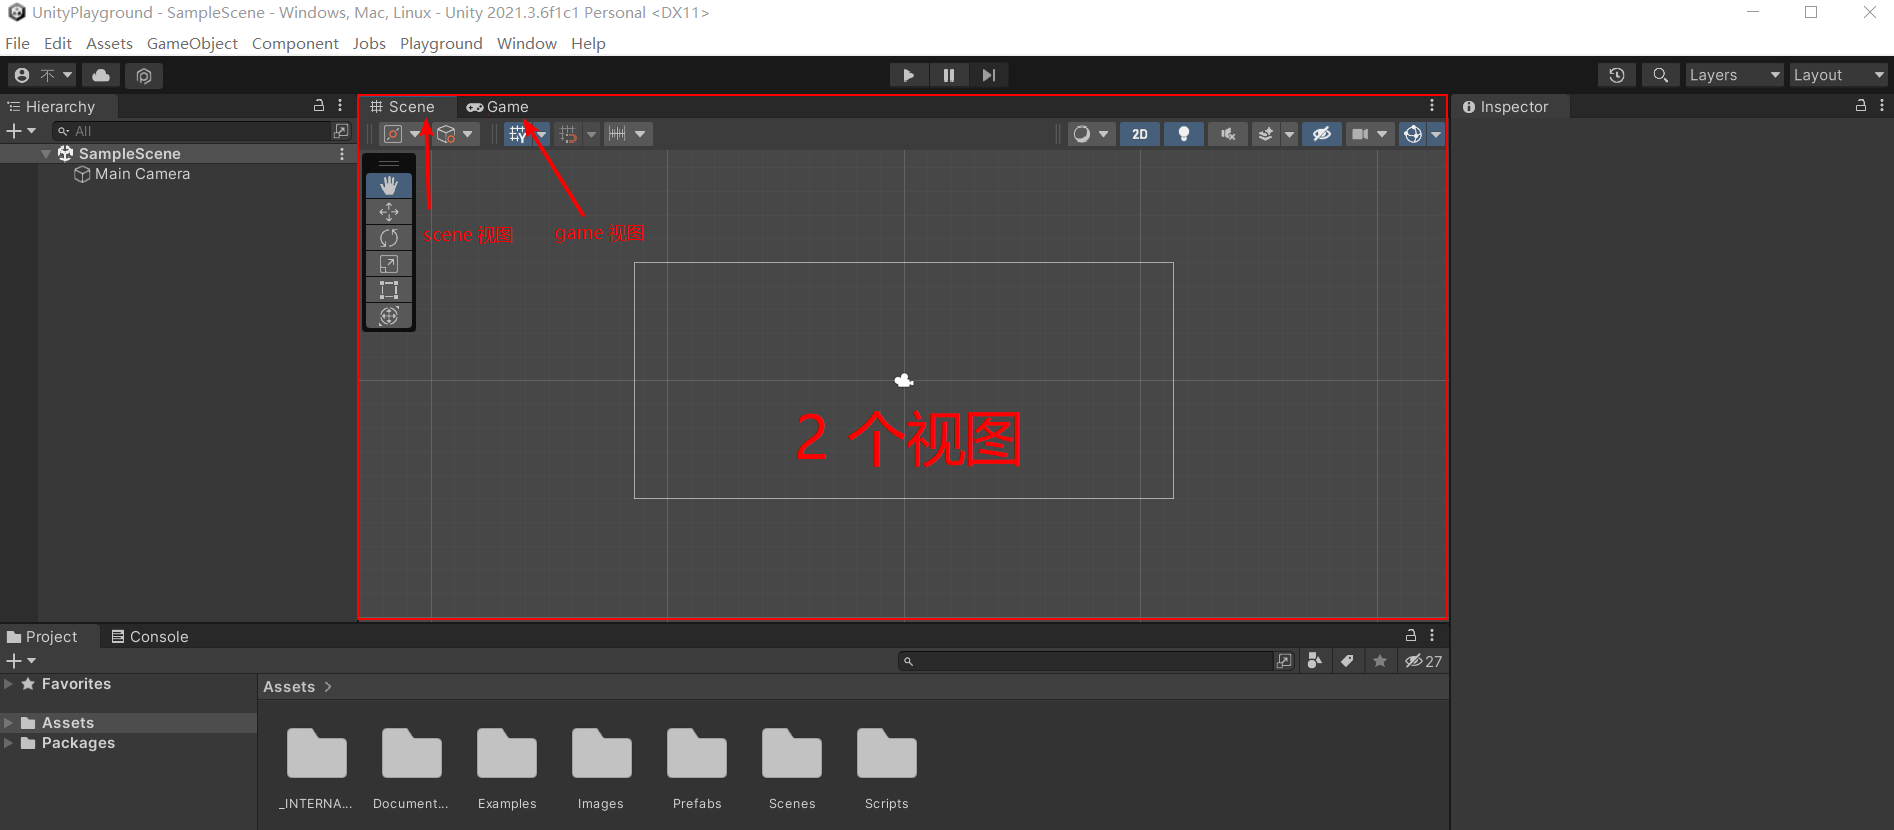 UnityPlayground - SampleScene - Windows, Mac, Linux - Unity 2021.3.6f1c1 Personal <DX11>
File Edit Assets GameObject Component Jobs Playground Window Help
不 Layers Layout
Hierarchy Scene Game Inspector
All 2D
SampleScene
Main Camera
scene 视图 game 视图
2 个视图
Project Console
27
Favorites Assets >
Assets
Packages
_INTERNA... Document... Examples Images Prefabs Scenes Scripts